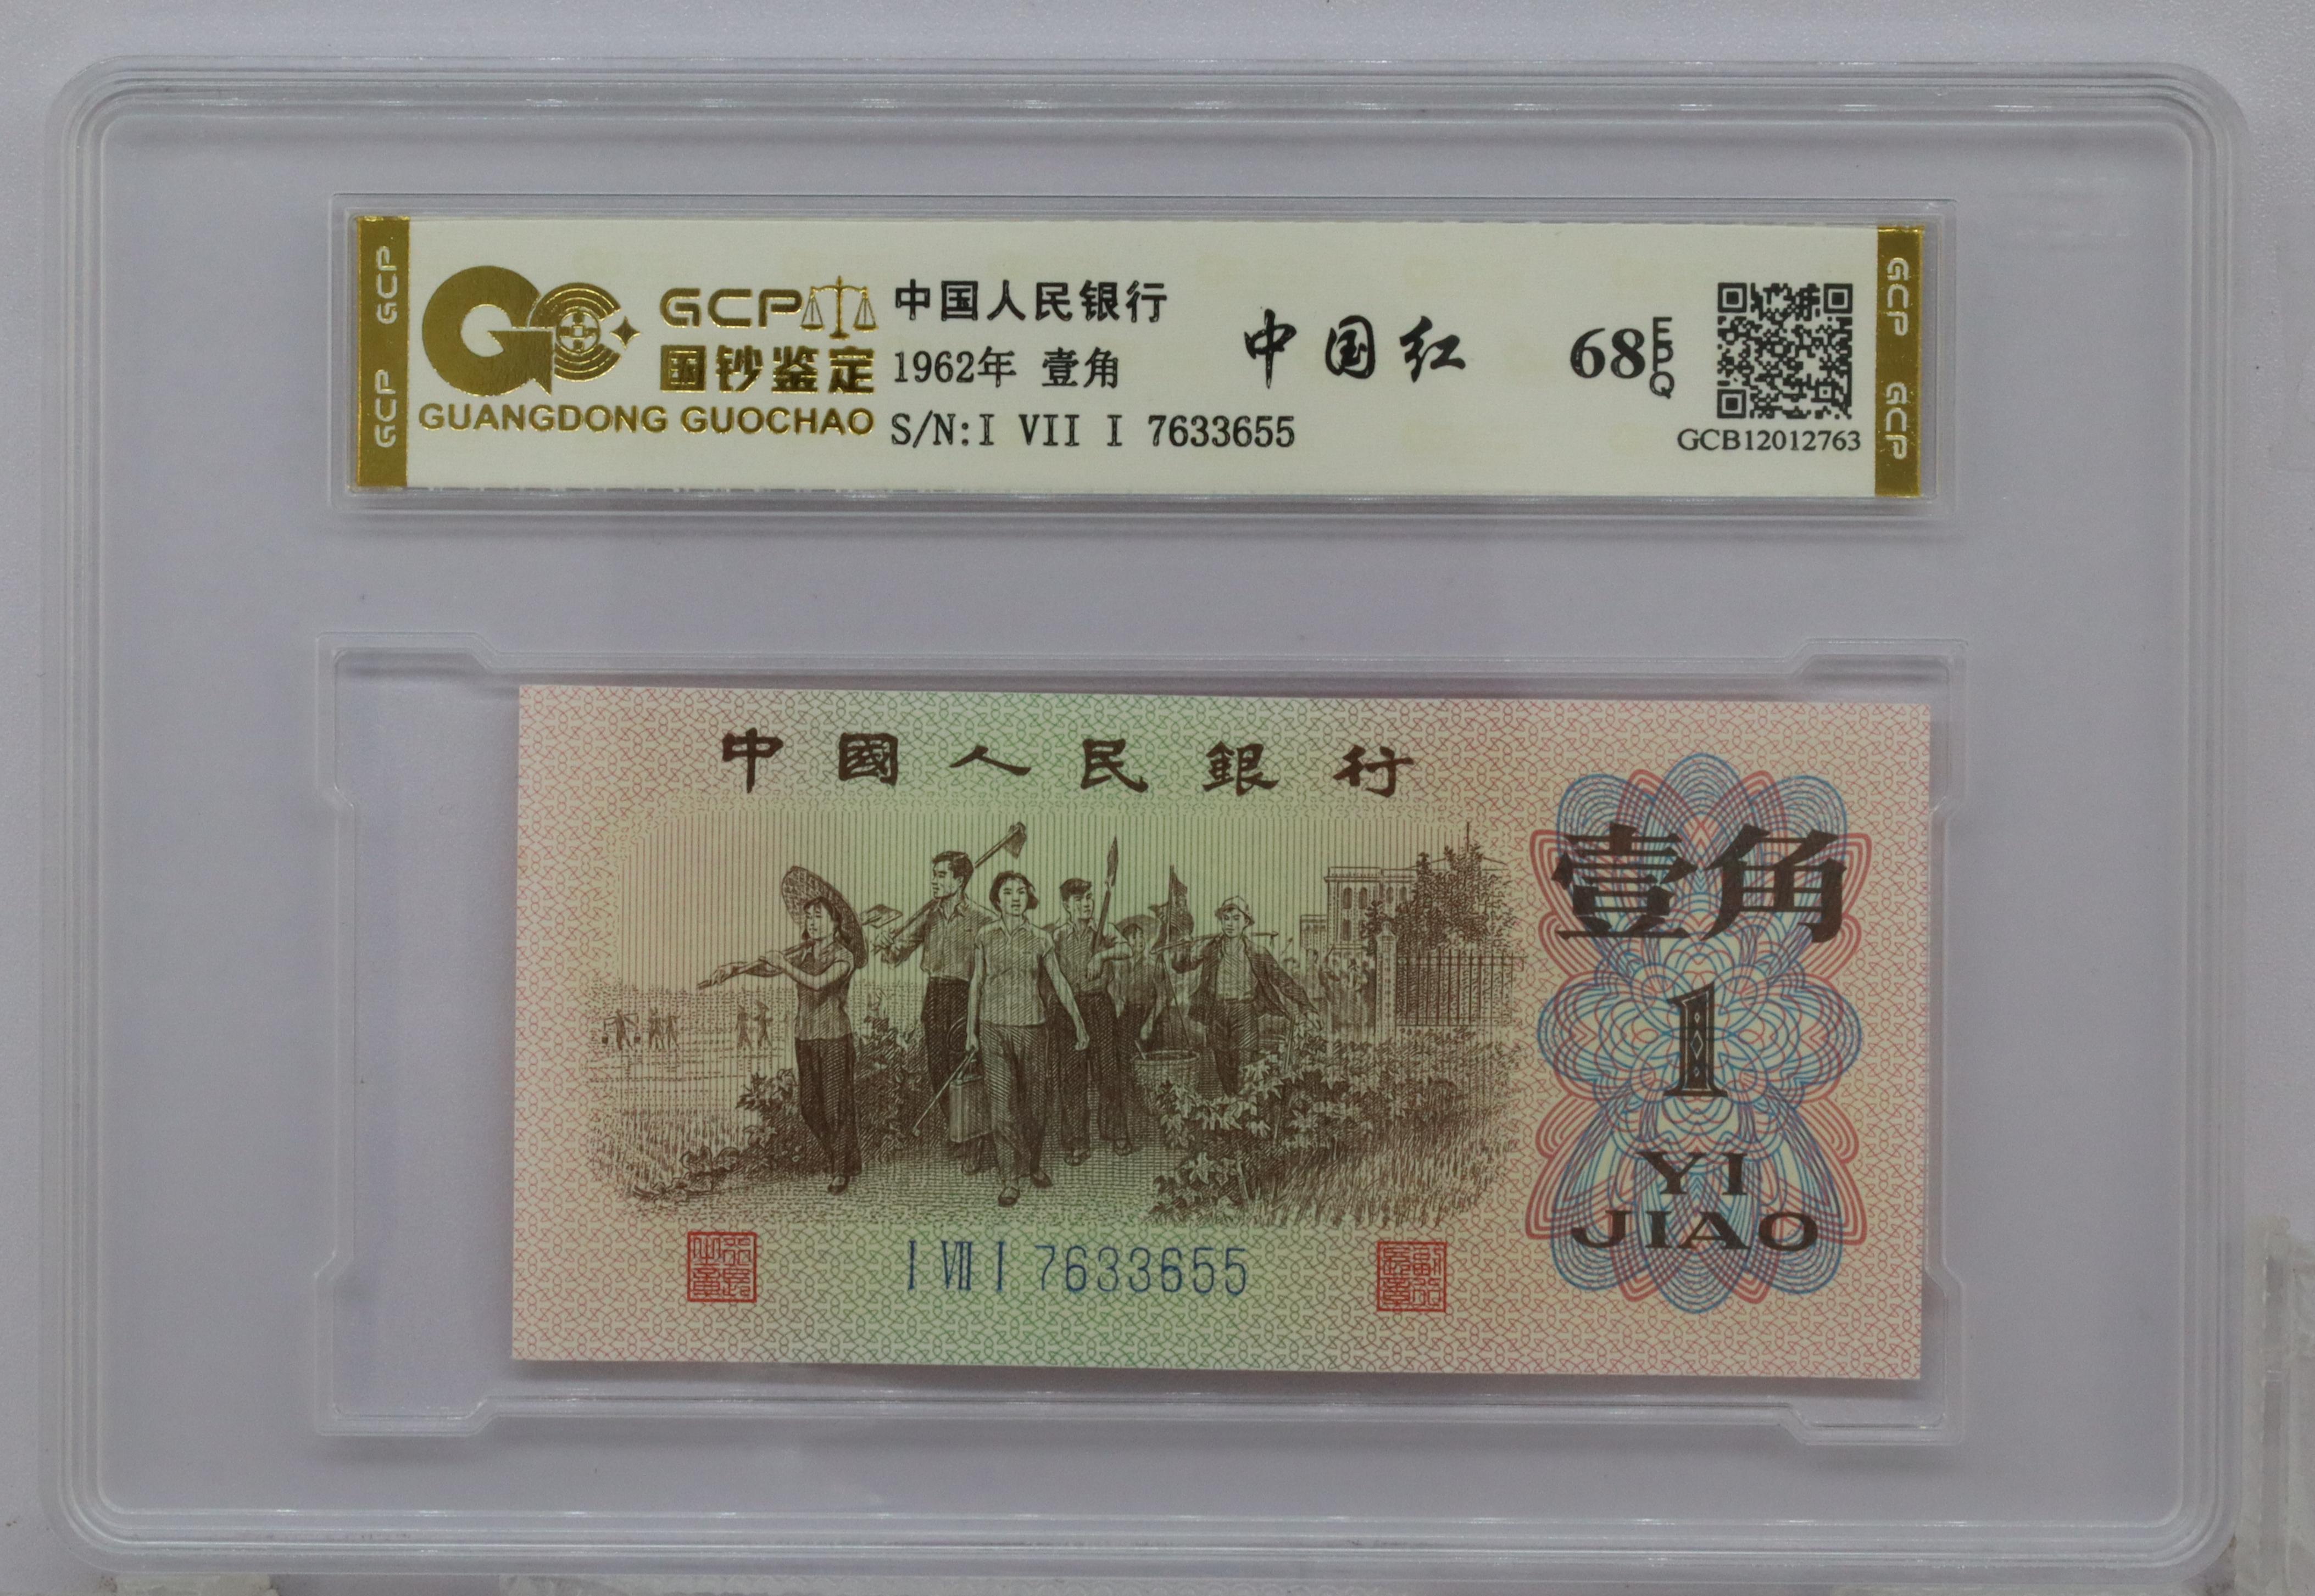 GCP GCP
GCP
国钞鉴定
GUANGDONG GUOCHAO
中国人民银行
1962年 壹角
S/N:I VII I 7633655
中国红
68 EPQ
GCB12012763
GCP GCP
中國人民銀行
壹角
1
YI
JIAO
I VII I 7633655